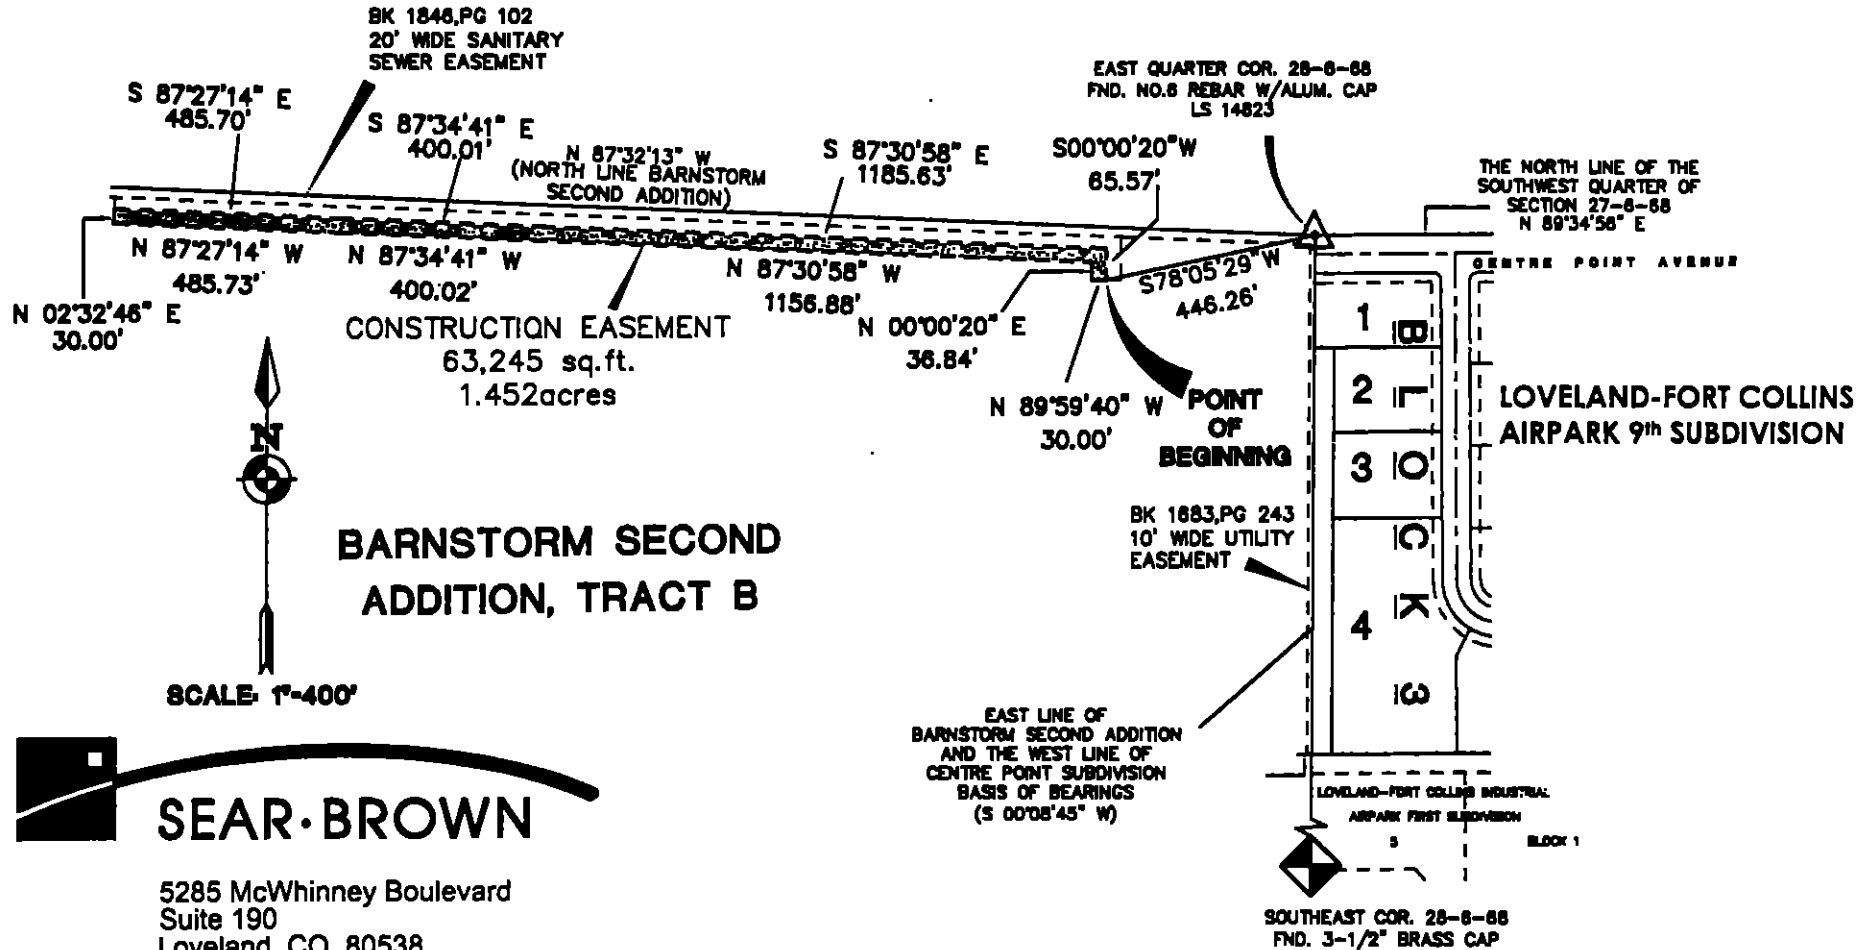 BK 1846,PG 102
20' WIDE SANITARY
SEWER EASEMENT
S 87°27'14" E
485.70'
S 87°34'41" E
400.01'
N 87°32'13" W
(NORTH LINE BARNSTORM
SECOND ADDITION)
S 87°30'58" E
1185.63'
EAST QUARTER COR. 28-6-68
FND. NO.6 REBAR W/ALUM. CAP
LS 14823
S00°00'20"W
65.57'
THE NORTH LINE OF THE
SOUTHWEST QUARTER OF
SECTION 27-6-68
N 89°34'56" E
CENTRE POINT AVENUE
N 87°27'14" W
485.73'
N 87°34'41" W
400.02'
N 87°30'58" W
1156.88'
S78°05'29"W
446.26'
N 02°32'46" E
30.00'
CONSTRUCTION EASEMENT
63,245 sq.ft.
1.452acres
N 00°00'20" E
36.84'
N 89°59'40" W
30.00'
POINT
OF
BEGINNING
1
2
3
4
BLOCK 3
LOVELAND-FORT COLLINS
AIRPARK 9th SUBDIVISION
N
BARNSTORM SECOND
ADDITION, TRACT B
BK 1683,PG 243
10' WIDE UTILITY
EASEMENT
SCALE: 1"=400'
EAST LINE OF
BARNSTORM SECOND ADDITION
AND THE WEST LINE OF
CENTRE POINT SUBDIVISION
BASIS OF BEARINGS
(S 00°08'45" W)
LOVELAND-FORT COLLINS INDUSTRIAL
AIRPARK FIRST SUBDIVISION
BLOCK 1
SEAR·BROWN
5285 McWhinney Boulevard
Suite 190
Loveland, CO 80538
SOUTHEAST COR. 28-6-68
FND. 3-1/2" BRASS CAP